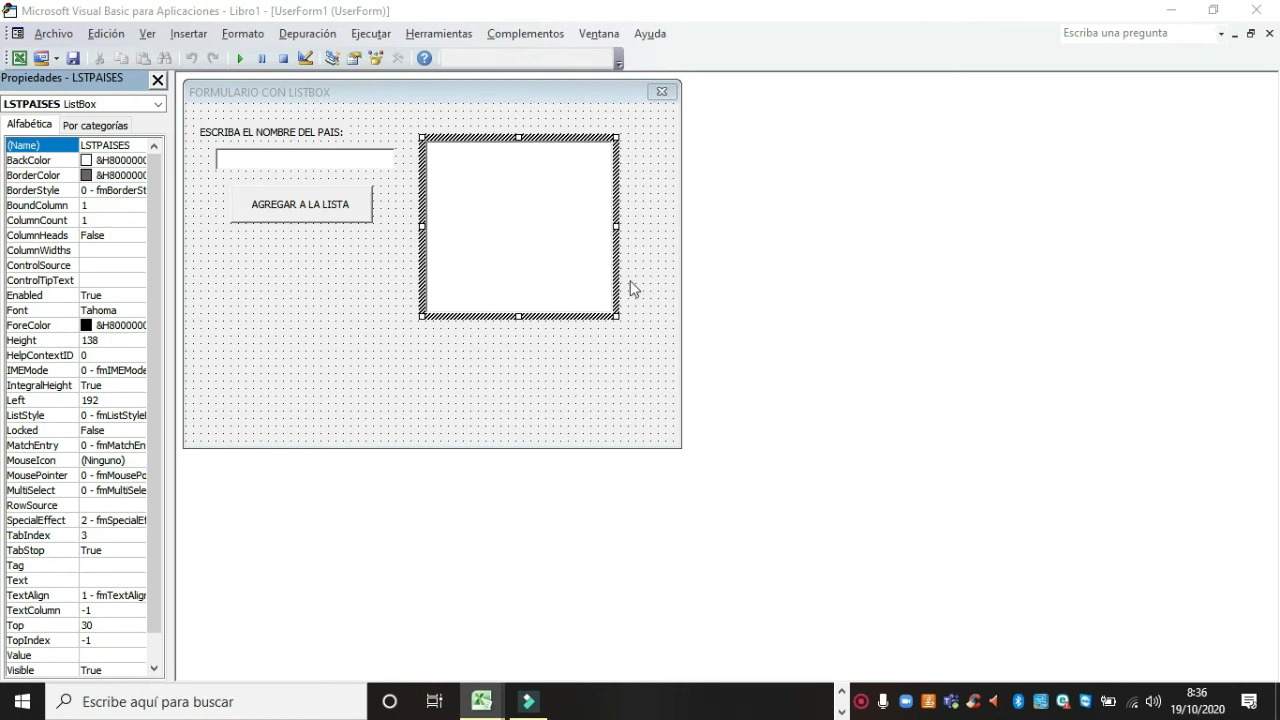 Microsoft Visual Basic para Aplicaciones - Libro1 - [UserForm1 (UserForm)]
Archivo Edición Ver Insertar Formato Depuración Ejecutar Herramientas Complementos Ventana Ayuda
Escriba una pregunta
Propiedades - LSTPAISES
LSTPAISES ListBox
Alfabética Por categorías
(Name) LSTPAISES
BackColor &H8000000
BorderColor &H8000000
BorderStyle 0 - fmBorderSt
BoundColumn 1
ColumnCount 1
ColumnHeads False
ColumnWidths
ControlSource
ControlTipText
Enabled True
Font Tahoma
ForeColor &H8000000
Height 138
HelpContextID 0
IMEMode 0 - fmIMEMode
IntegralHeight True
Left 192
ListStyle 0 - fmListStyle
Locked False
MatchEntry 0 - fmMatchEn
MouseIcon (Ninguno)
MousePointer 0 - fmMousePo
MultiSelect 0 - fmMultiSele
RowSource
SpecialEffect 2 - fmSpecialEf
TabIndex 3
TabStop True
Tag
Text
TextAlign 1 - fmTextAlign
TextColumn -1
Top 30
TopIndex -1
Value
Visible True
FORMULARIO CON LISTBOX
ESCRIBA EL NOMBRE DEL PAIS:
AGREGAR A LA LISTA
Escribe aquí para buscar
8:36
19/10/2020